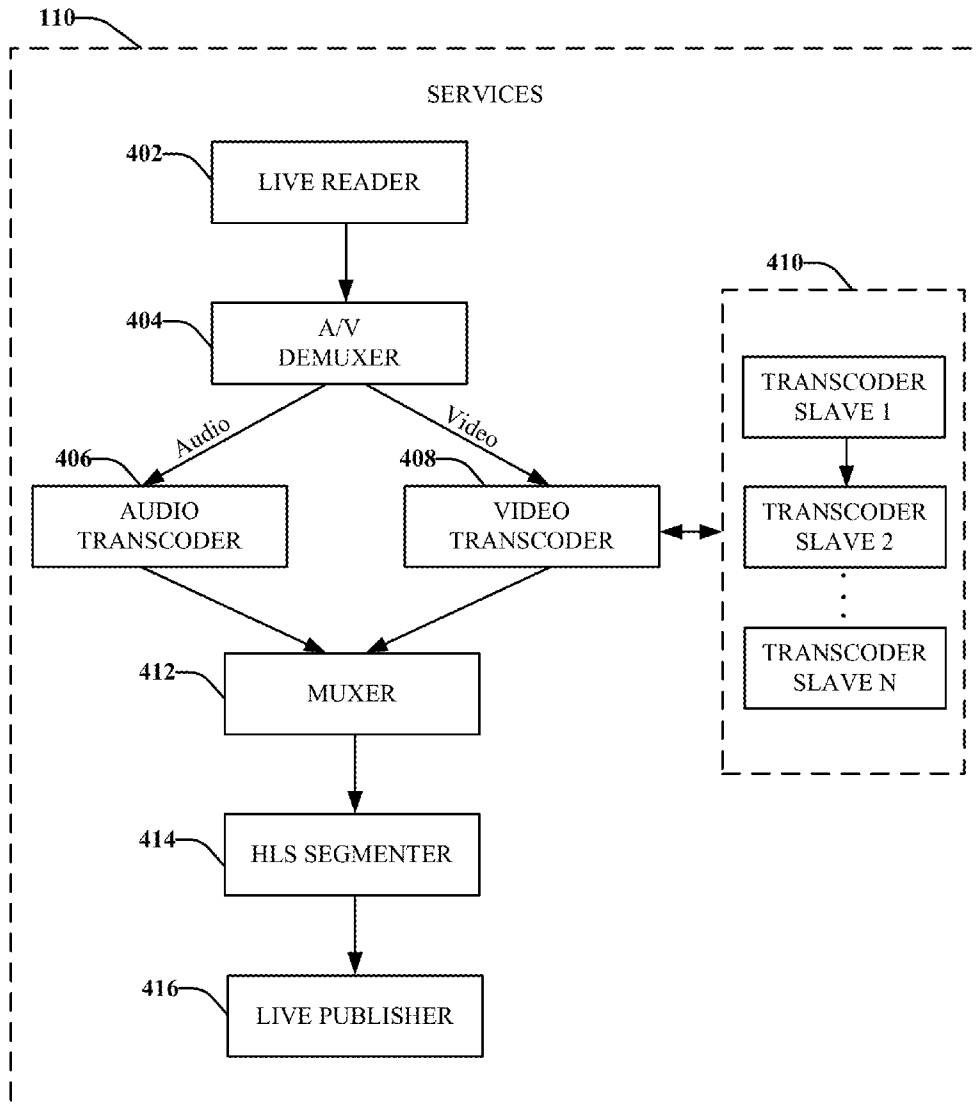 110
SERVICES
402
LIVE READER
404
A/V
DEMUXER
Audio
Video
406
AUDIO
TRANSCODER
408
VIDEO
TRANSCODER
410
TRANSCODER
SLAVE 1
TRANSCODER
SLAVE 2
TRANSCODER
SLAVE N
412
MUXER
414
HLS SEGMENTER
416
LIVE PUBLISHER